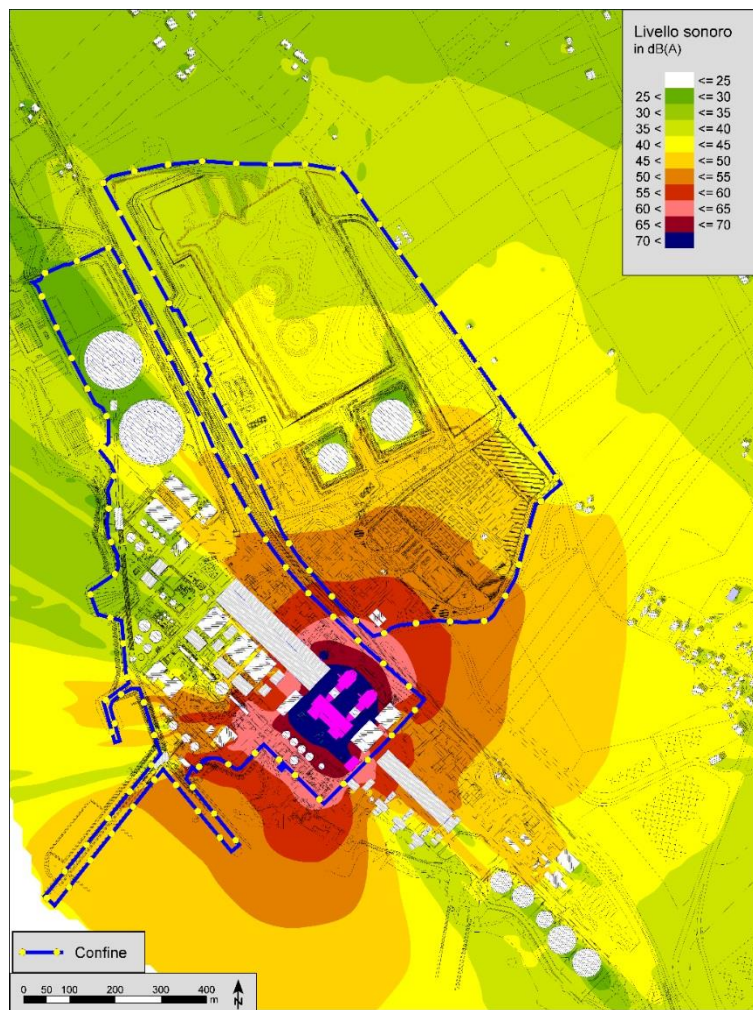 Livello sonoro
in dB(A)
<= 25
25 < <= 30
30 < <= 35
35 < <= 40
40 < <= 45
45 < <= 50
50 < <= 55
55 < <= 60
60 < <= 65
65 < <= 70
70 <
Confine
0 50 100 200 300 400
m
N